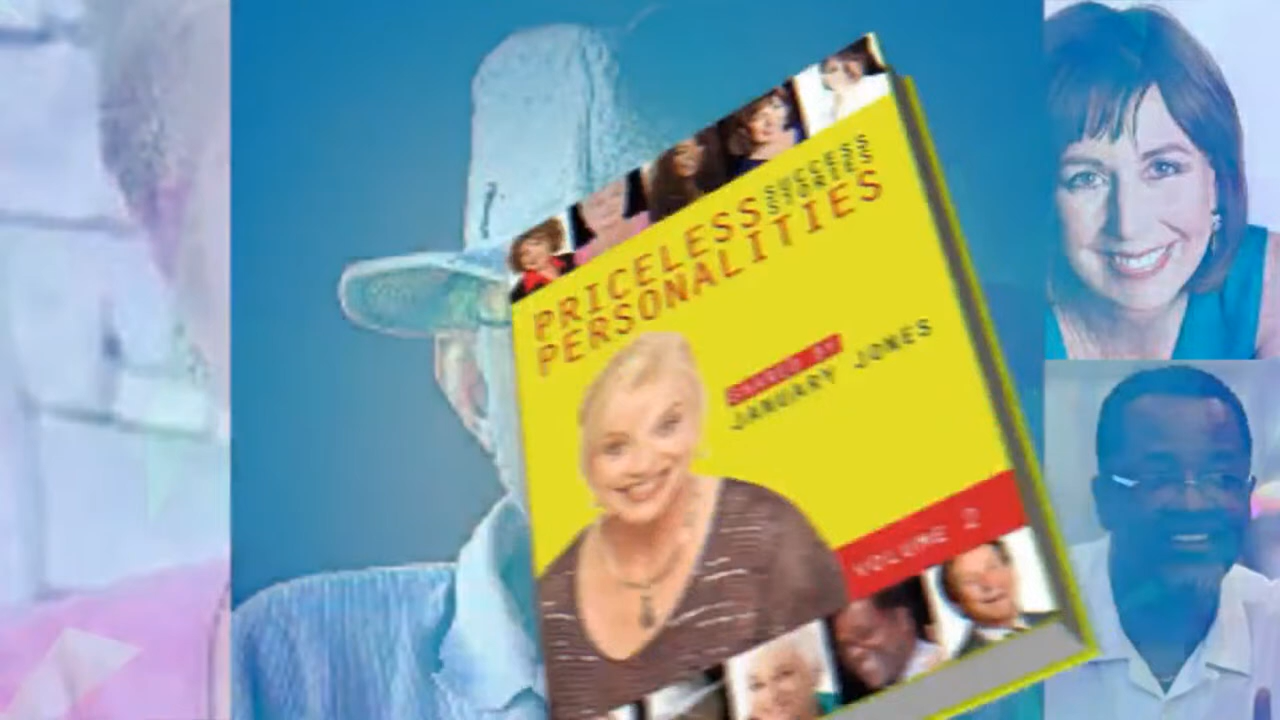 PRICELESS SUCCESS STORIES
PERSONALITIES
SHARED BY
JANUARY JONES
VOLUME 2